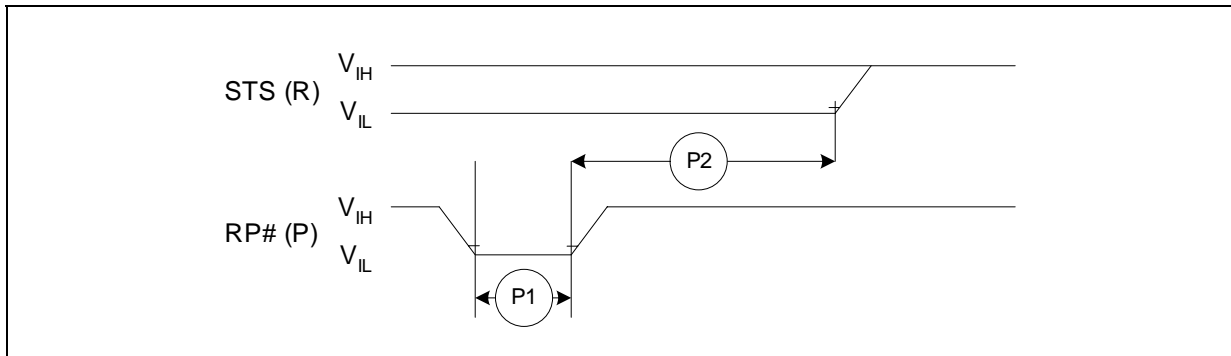 V_IH
STS (R)
V_IL
P2
V_IH
RP# (P)
V_IL
P1